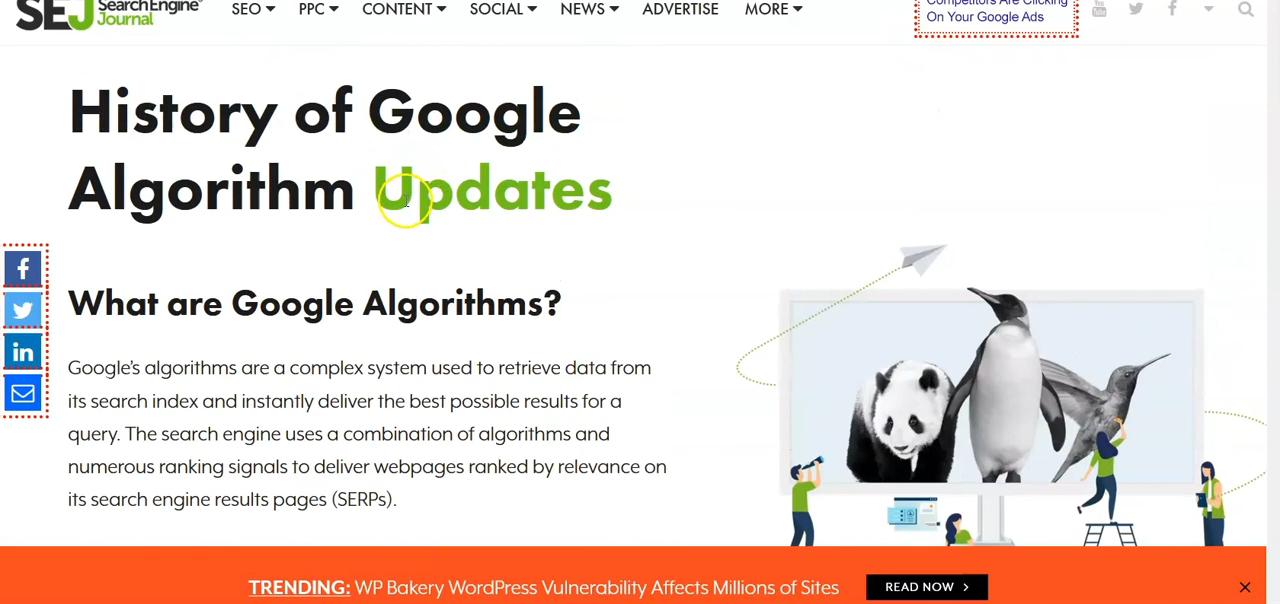 SEJ SearchEngine
Journal
SEO PPC CONTENT SOCIAL NEWS ADVERTISE MORE
Competitors Are Clicking
On Your Google Ads
You
Tube
History of Google
Algorithm Updates
What are Google Algorithms?
Google's algorithms are a complex system used to retrieve data from
its search index and instantly deliver the best possible results for a
query. The search engine uses a combination of algorithms and
numerous ranking signals to deliver webpages ranked by relevance on
its search engine results pages (SERPs).
TRENDING: WP Bakery WordPress Vulnerability Affects Millions of Sites READ NOW